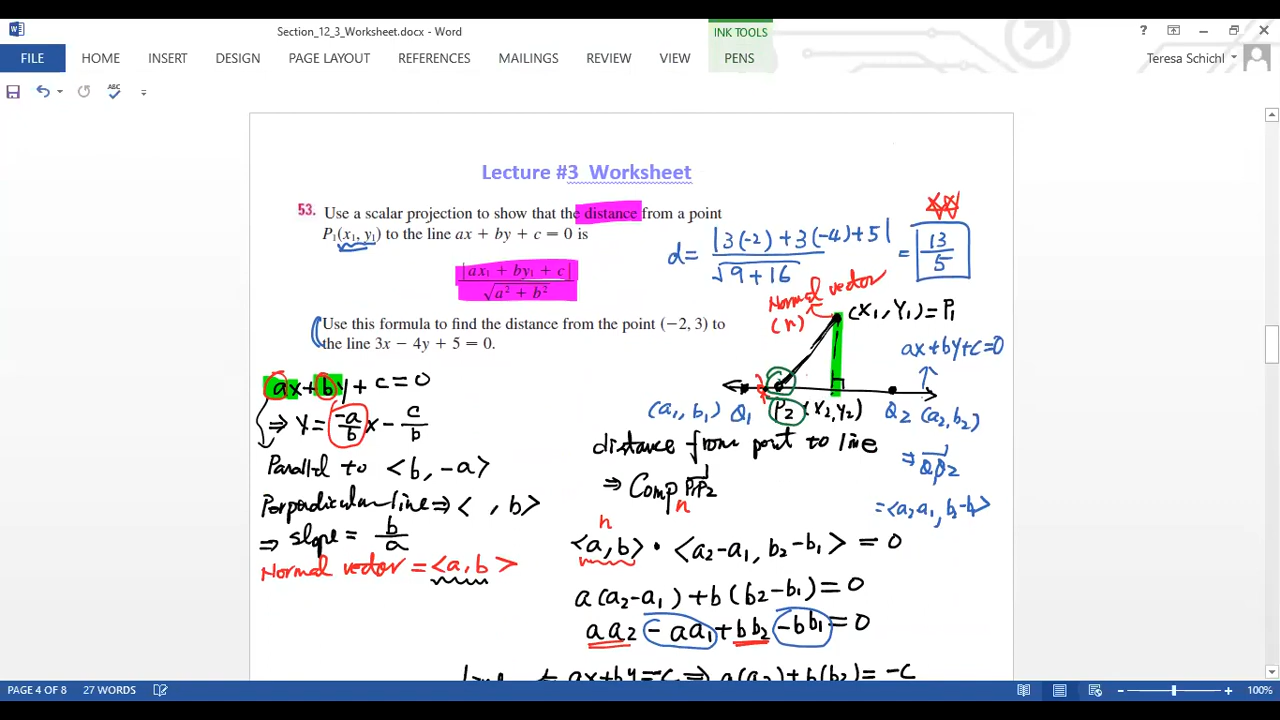 Section_12_3_Worksheet.docx - Word
INK TOOLS
?
FILE HOME INSERT DESIGN PAGE LAYOUT REFERENCES MAILINGS REVIEW VIEW PENS
Teresa Schichl
ABC
Lecture #3 Worksheet
53. Use a scalar projection to show that the distance from a point
P₁(x₁, y₁) to the line ax + by + c = 0 is
|ax₁ + by₁ + c|
√a² + b²
Use this formula to find the distance from the point (−2, 3) to
the line 3x − 4y + 5 = 0.
d = |3(-2) + 3(-4) + 5| / √9 + 16 = 13/5
Normal vector
(n)
(X₁, Y₁) = P₁
ax + by + c = 0
(a₁, b₁) Q₁ P₂ (X₂, Y₂) Q₂ (a₂, b₂)
ax + by + c = 0
⇒ Y = -a/b x - c/b
Parallel to <b, -a>
Perpendicular line ⇒ < , b>
⇒ slope = b/a
Normal vector = <a, b>
distance from point to line
⇒ Comp P₁P₂
n
⇒ Q₁P₂
= <a₂-a₁, b₂-b₁>
n
<a, b> · <a₂-a₁, b₂-b₁> = 0
a(a₂-a₁) + b(b₂-b₁) = 0
aa₂ - aa₁ + bb₂ - bb₁ = 0
ax+by=-c ⇒ a(a₂)+b(b₂) = -c
PAGE 4 OF 8 27 WORDS
100%